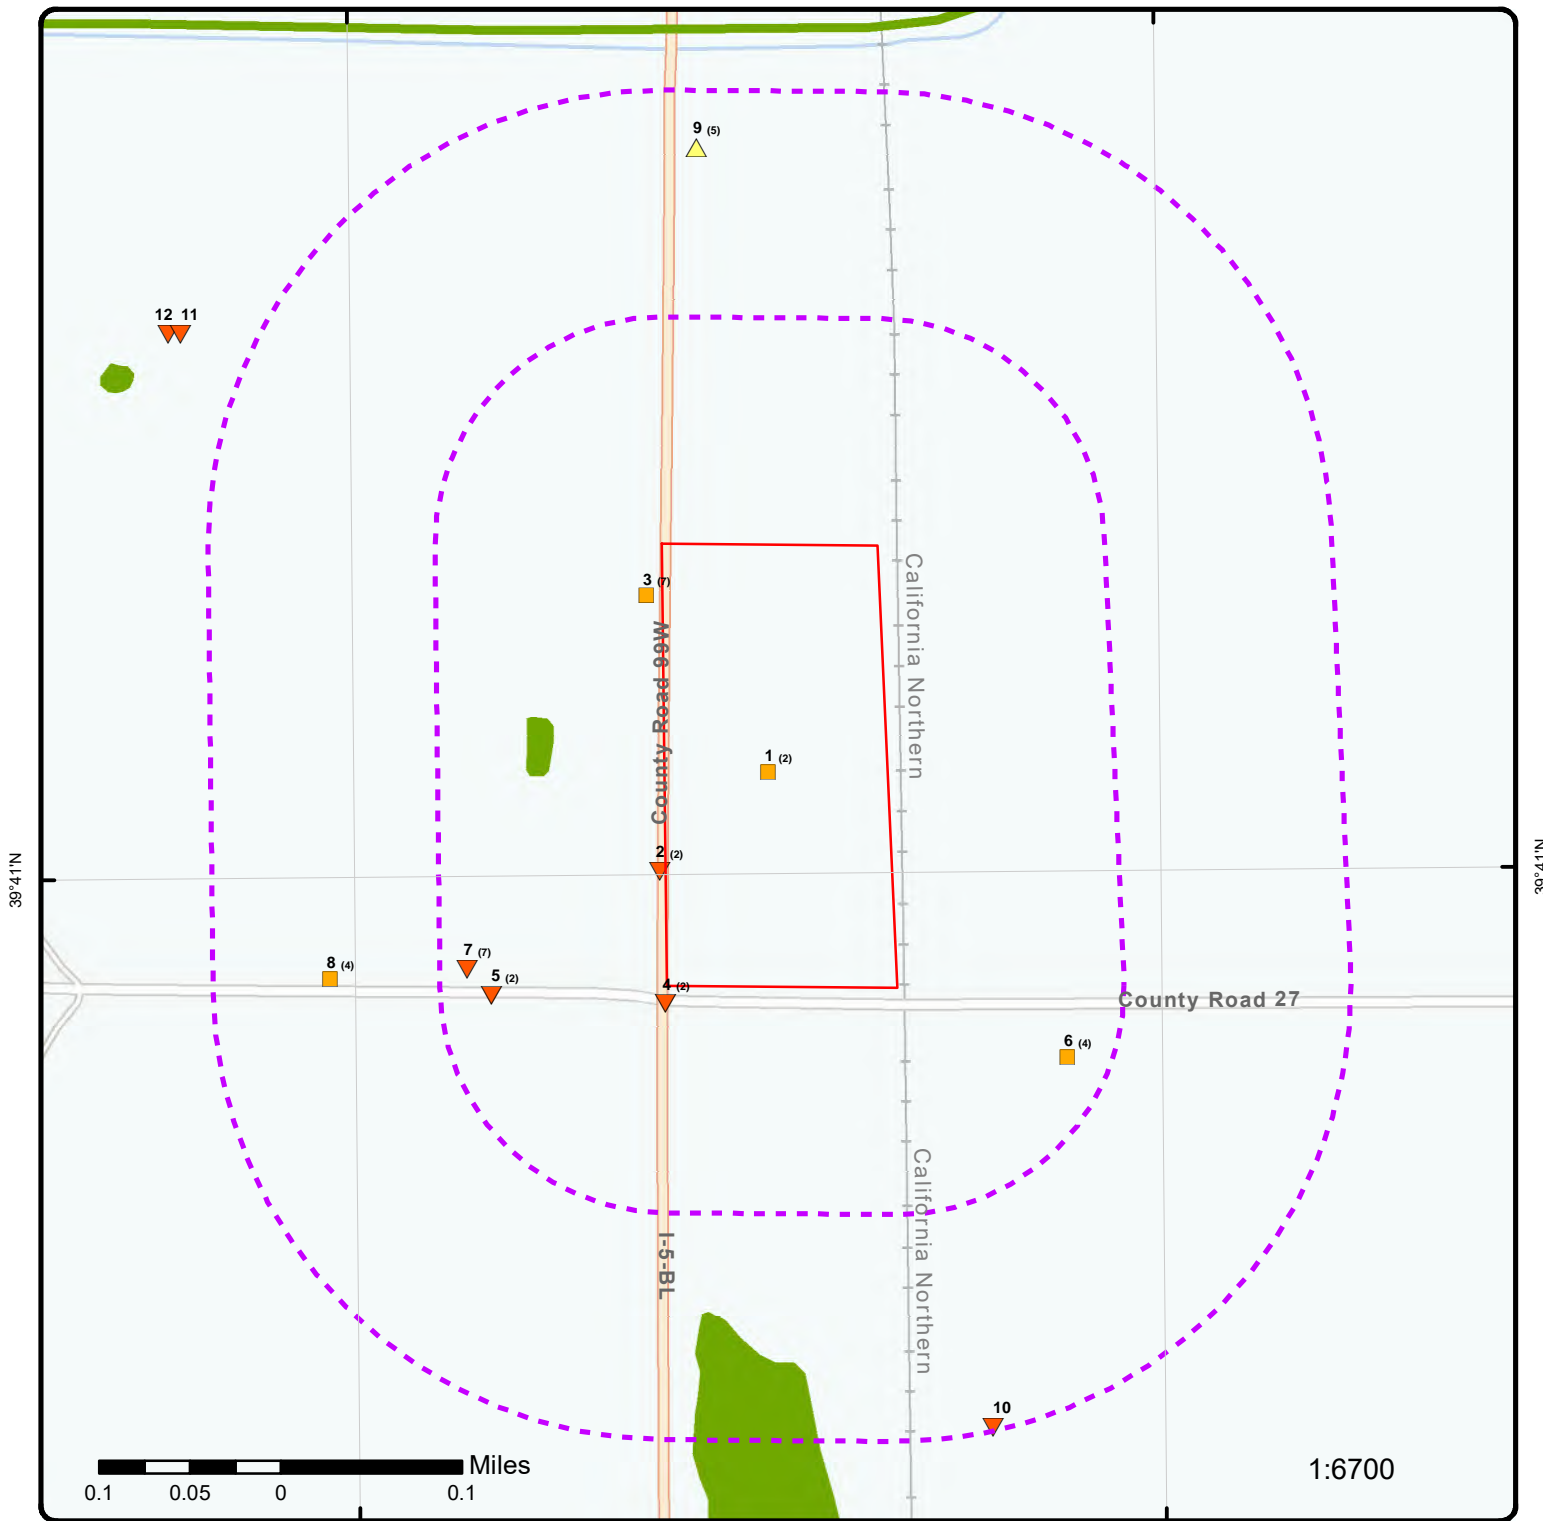 9 (5)
12 11
3 (7)
California Northern
County Road 99W
1 (2)
2 (2)
39°41'N
39°41'N
7 (7)
8 (4)
5 (2)
4 (2)
County Road 27
6 (4)
California Northern
I-5-BL
10
Miles
1:6700
0.1 0.05 0 0.1